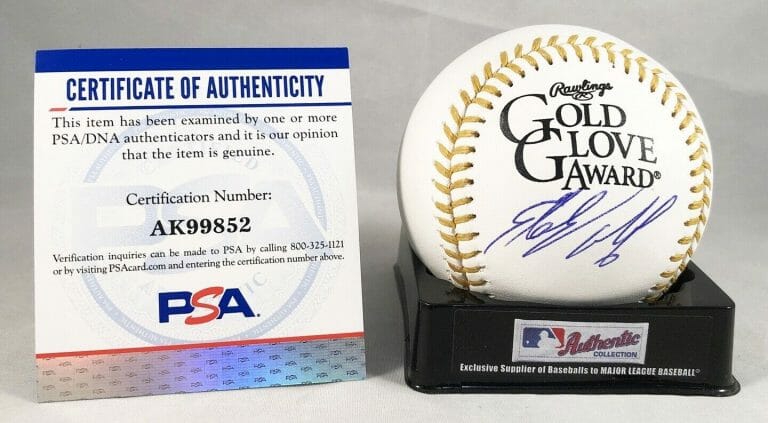 CERTIFICATE OF AUTHENTICITY
This item has been examined by one or more
PSA/DNA authenticators and it is our opinion
that the item is genuine.
Certification Number:
AK99852
Verification inquiries can be made to PSA by calling 800-325-1121
or by visiting PSAcard.com and entering the certification number above.
PSA.
Rawlings
GOLD
GLOVE
AWARD®
Authentic
COLLECTION
Exclusive Supplier of Baseballs to MAJOR LEAGUE BASEBALL®